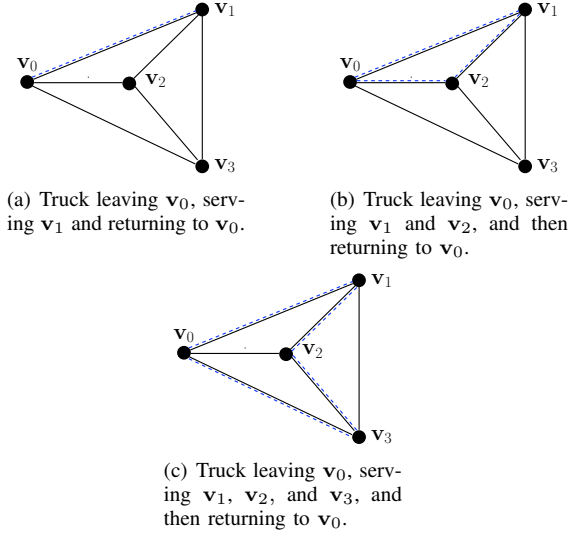 v₁
v₀
v₂
v₃
(a) Truck leaving v₀, serv-
ing v₁ and returning to v₀.
v₁
v₀
v₂
v₃
(b) Truck leaving v₀, serv-
ing v₁ and v₂, and then
returning to v₀.
v₁
v₀
v₂
v₃
(c) Truck leaving v₀, serv-
ing v₁, v₂, and v₃, and
then returning to v₀.